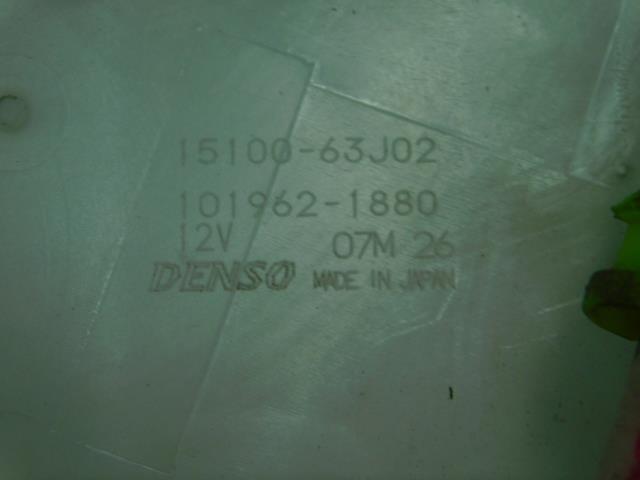 15100-63J02
101962-1880
12V 07M 26
DENSO MADE IN JAPAN